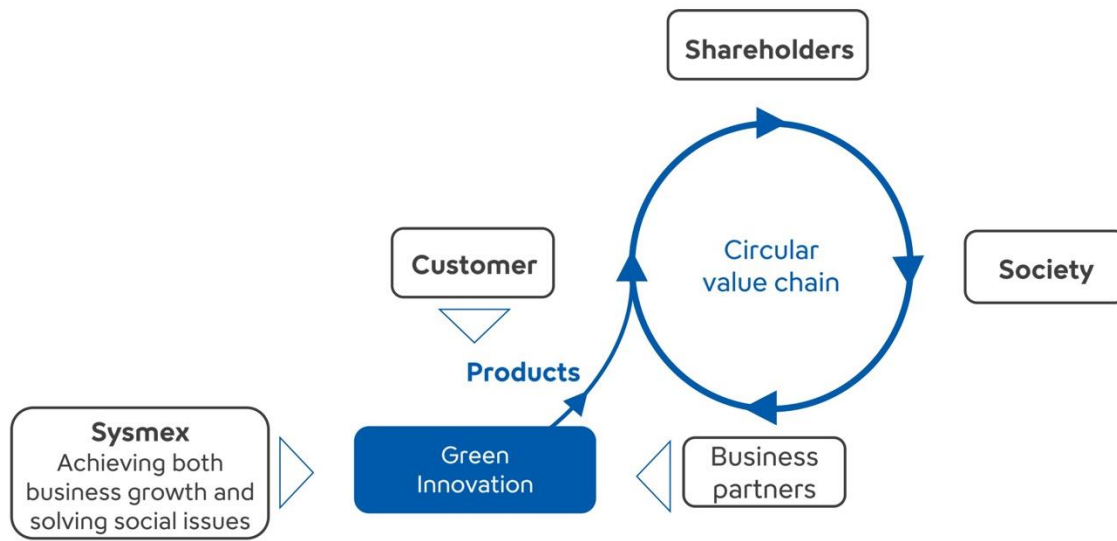 Shareholders
Circular
value chain
Customer
Society
Products
Sysmex
Achieving both
business growth and
solving social issues
Green
Innovation
Business
partners